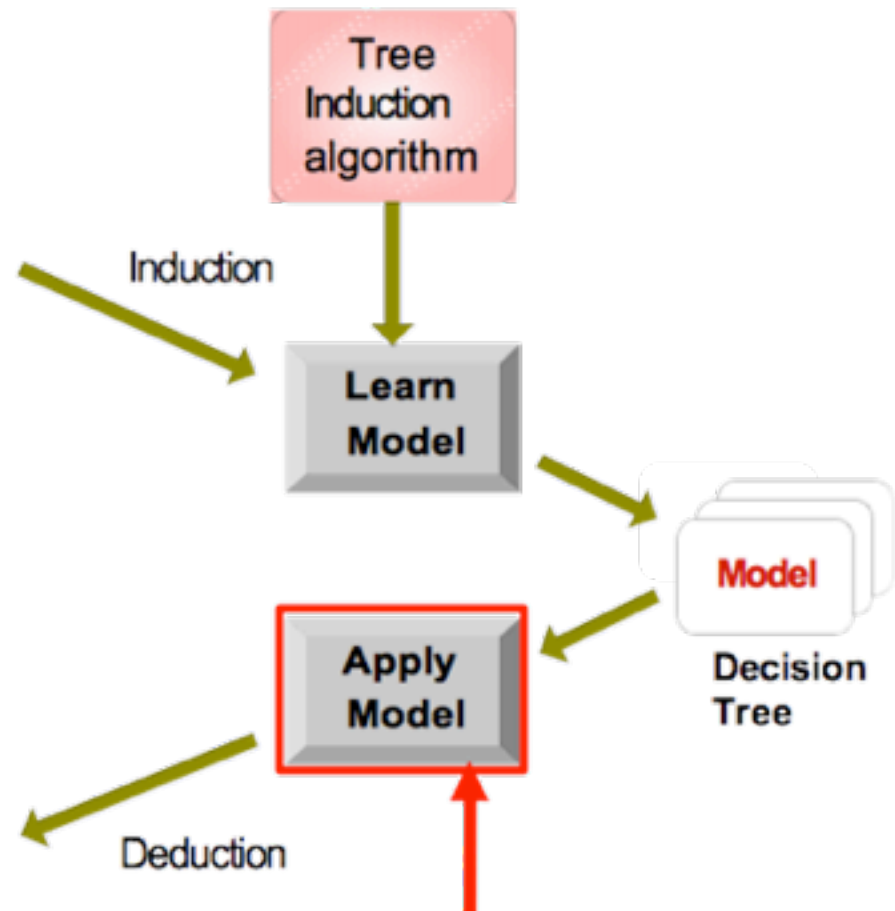 Tree
Induction
algorithm
Induction
Learn
Model
Model
Decision
Tree
Apply
Model
Deduction